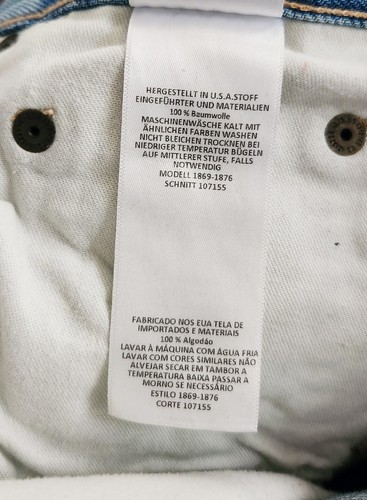 HERGESTELLT IN U.S.A.STOFF
EINGEFÜHRTER UND MATERIALIEN
100 % Baumwolle
MASCHINENWÄSCHE KALT MIT
ÄHNLICHEN FARBEN WASHEN
NICHT BLEICHEN TROCKNEN BEI
NIEDRIGER TEMPERATUR BÜGELN
AUF MITTLERER STUFE, FALLS
NOTWENDIG
MODELL 1869-1876
SCHNITT 107155
FABRICADO NOS EUA TELA DE
IMPORTADOS E MATERIAIS
100 % Algodão
LAVAR À MÁQUINA COM ÁGUA FRIA
LAVAR COM CORES SIMILARES NÃO
ALVEJAR SECAR EM TAMBOR A
TEMPERATURA BAIXA PASSAR A
MORNO SE NECESSÁRIO
ESTILO 1869-1876
CORTE 107155